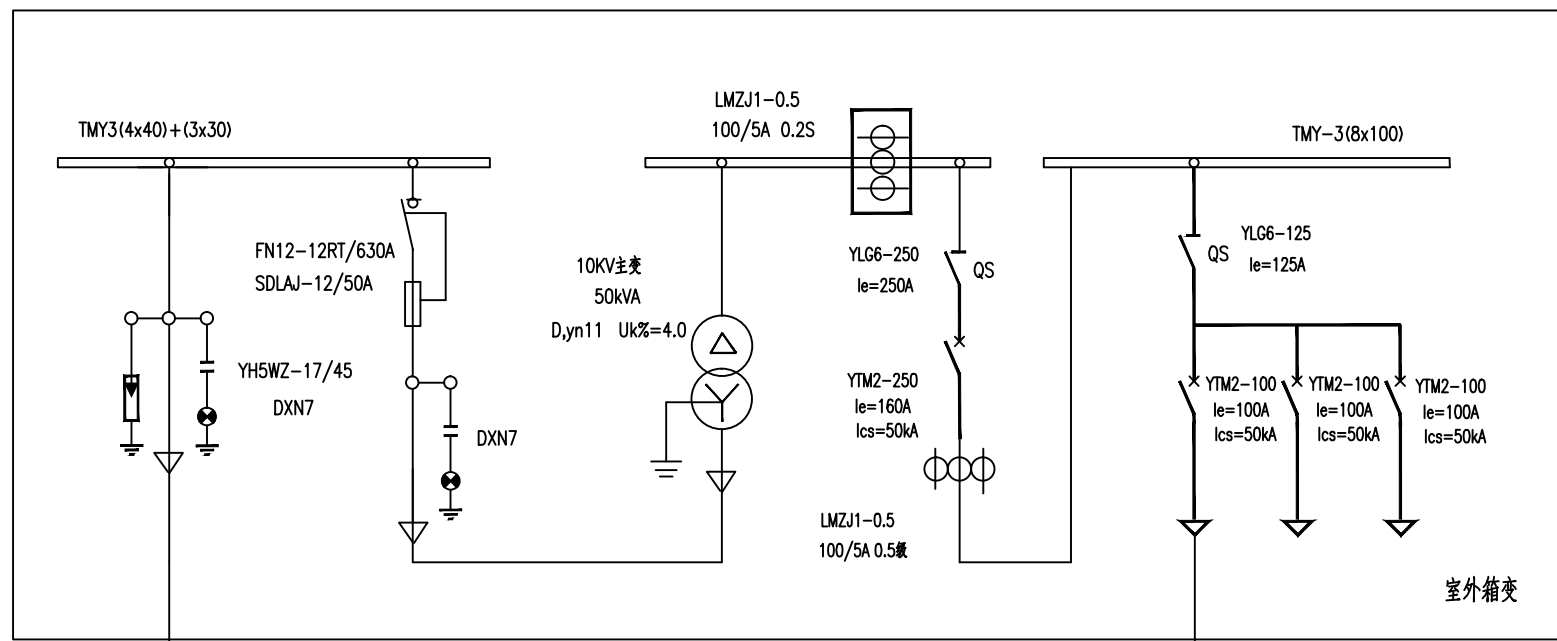 TMY3(4x40)+(3x30)
FN12-12RT/630A
SDLAJ-12/50A
YH5WZ-17/45
DXN7
DXN7
10KV主变
50kVA
D,yn11 Uk%=4.0
LMZJ1-0.5
100/5A 0.2S
YLG6-250
Ie=250A
QS
YTM2-250
Ie=160A
Ics=50kA
LMZJ1-0.5
100/5A 0.5级
TMY-3(8x100)
YLG6-125
Ie=125A
QS
YTM2-100
Ie=100A
Ics=50kA
YTM2-100
Ie=100A
Ics=50kA
YTM2-100
Ie=100A
Ics=50kA
室外箱变